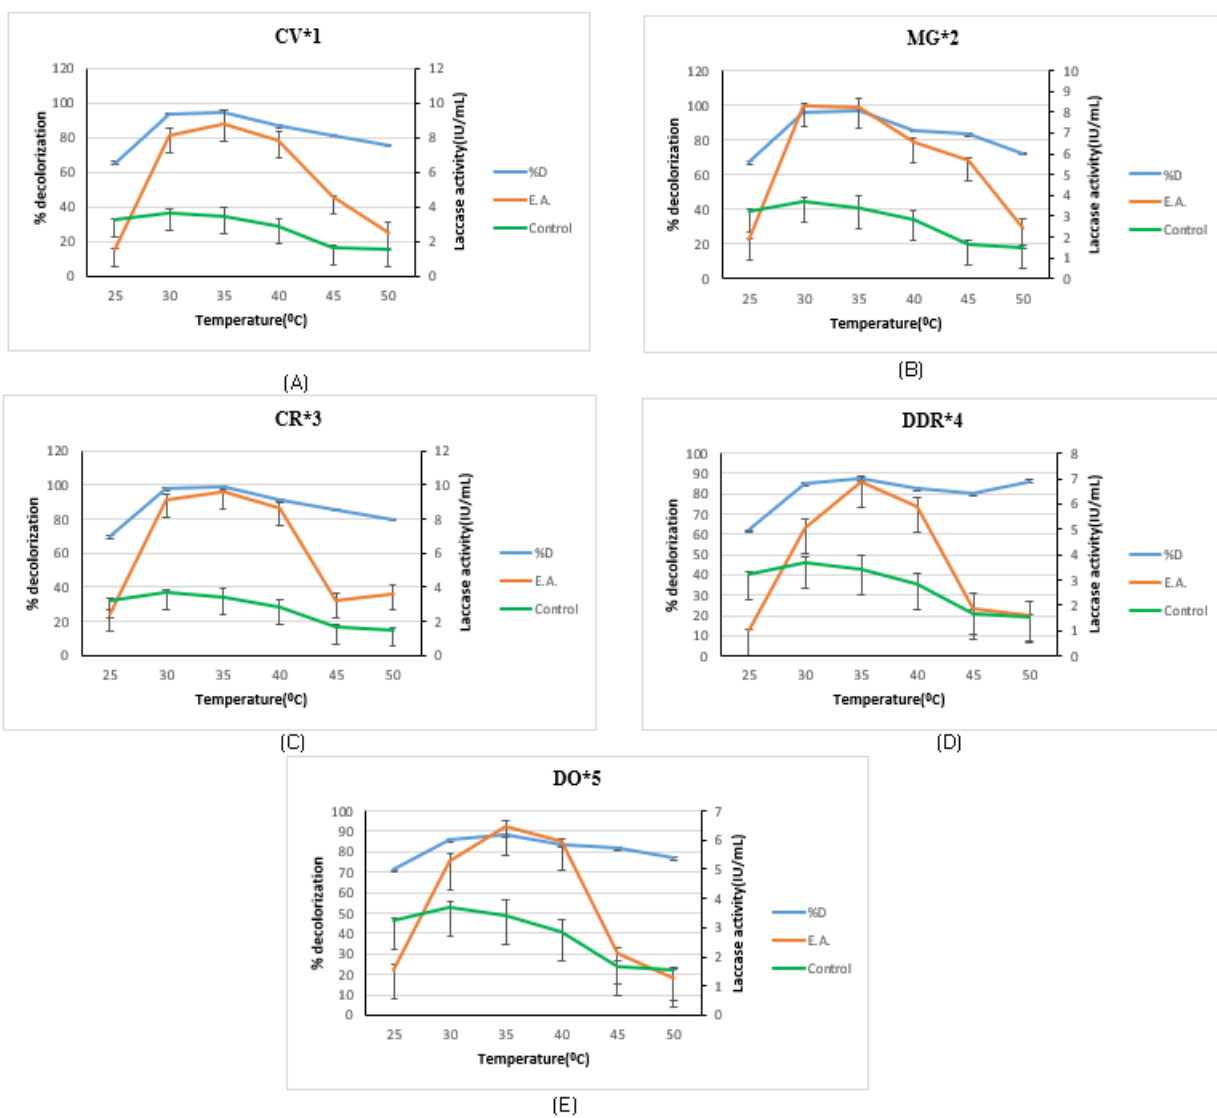 CV*1
120
100
80
60
40
20
0
12
10
8
6
4
2
0
% decolorization
Laccase activity(IU/mL)
25 30 35 40 45 50
Temperature(⁰C)
%D
E.A.
Control
(A)
MG*2
120
100
80
60
40
20
0
10
9
8
7
6
5
4
3
2
1
0
% decolorization
Laccase activity(IU/mL)
25 30 35 40 45 50
Temperature(⁰C)
%D
E.A.
Control
(B)
CR*3
120
100
80
60
40
20
0
12
10
8
6
4
2
0
% decolorization
Laccase activity(IU/mL)
25 30 35 40 45 50
Temperature(⁰C)
%D
E.A.
Control
(C)
DDR*4
100
90
80
70
60
50
40
30
20
10
0
8
7
6
5
4
3
2
1
0
% decolorization
Laccase activity(IU/mL)
25 30 35 40 45 50
Temperature(⁰C)
%D
E.A.
Control
(D)
DO*5
100
90
80
70
60
50
40
30
20
10
0
7
6
5
4
3
2
1
0
% decolorization
Laccase activity(IU/mL)
25 30 35 40 45 50
Temperature(⁰C)
%D
E.A.
Control
(E)